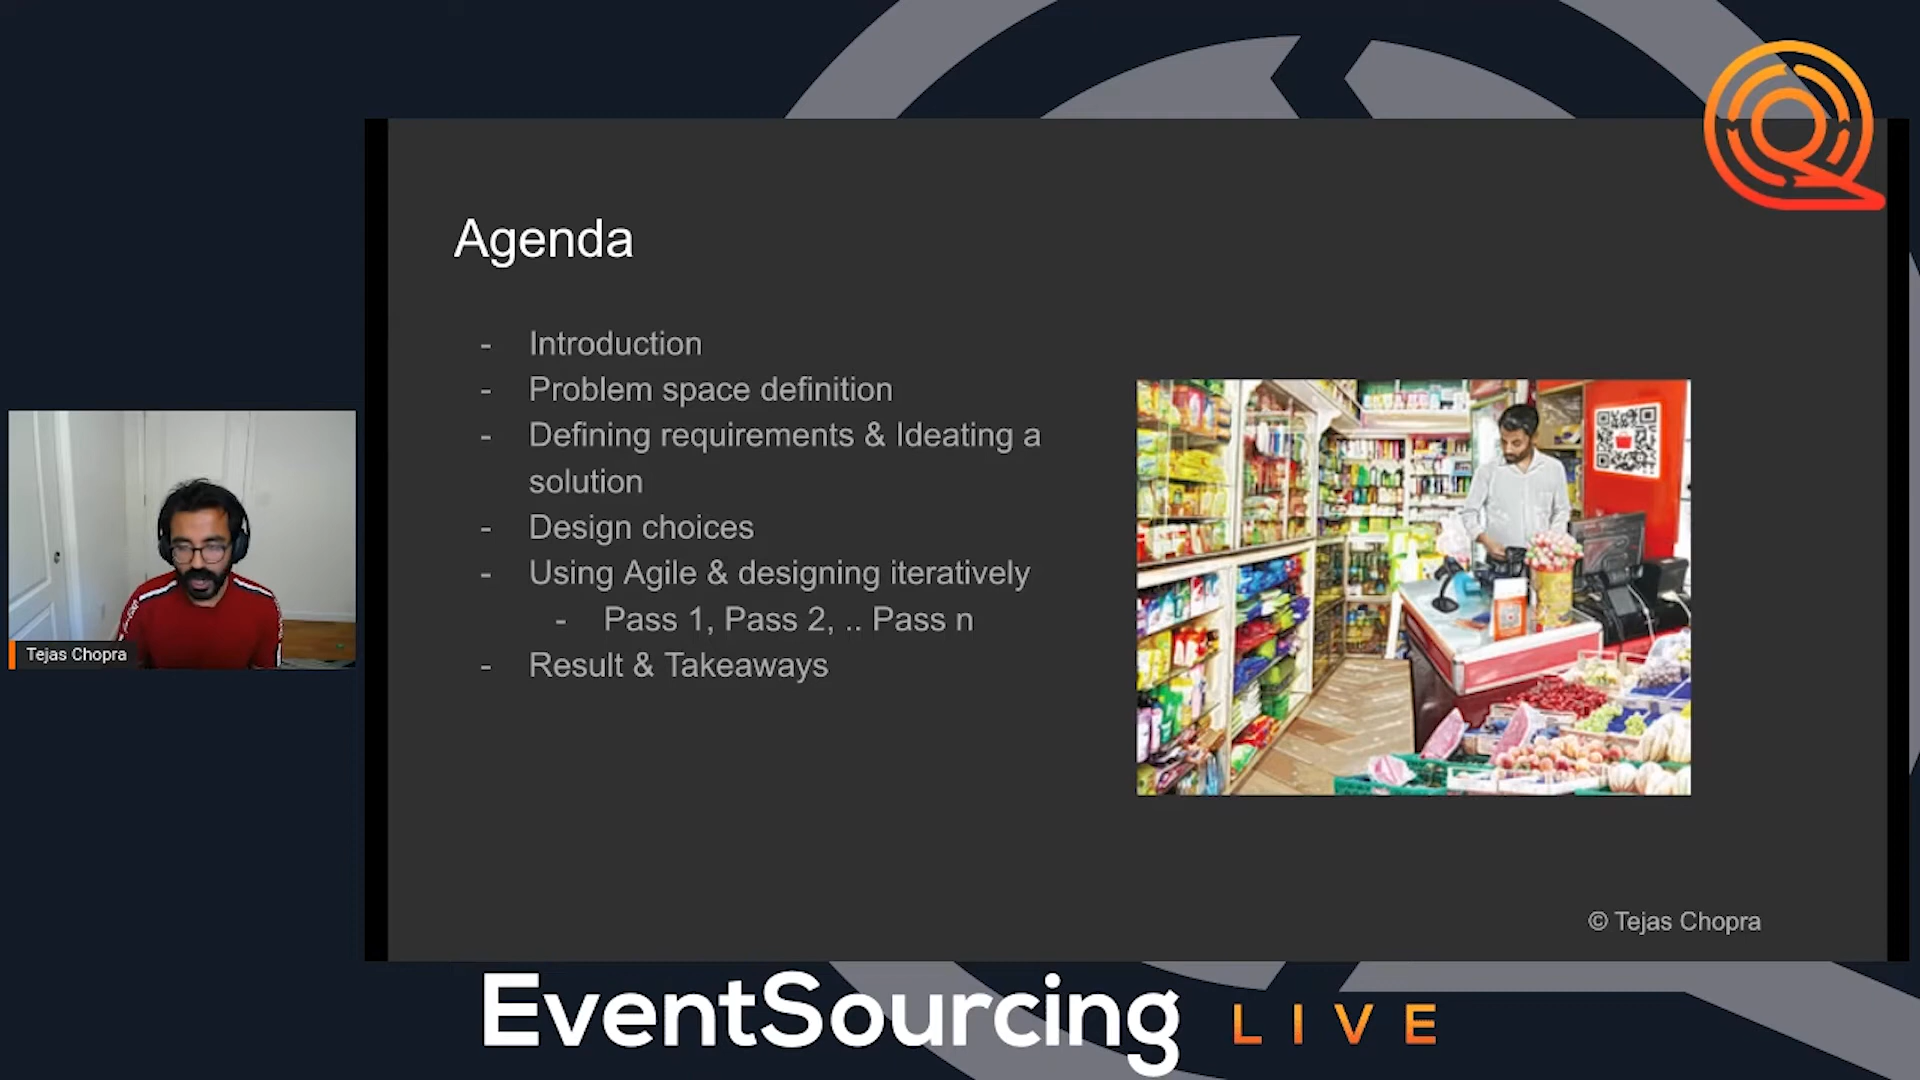 Agenda
- Introduction
- Problem space definition
- Defining requirements & Ideating a
solution
- Design choices
- Using Agile & designing iteratively
- Pass 1, Pass 2, .. Pass n
- Result & Takeaways
Tejas Chopra
© Tejas Chopra
EventSourcing LIVE